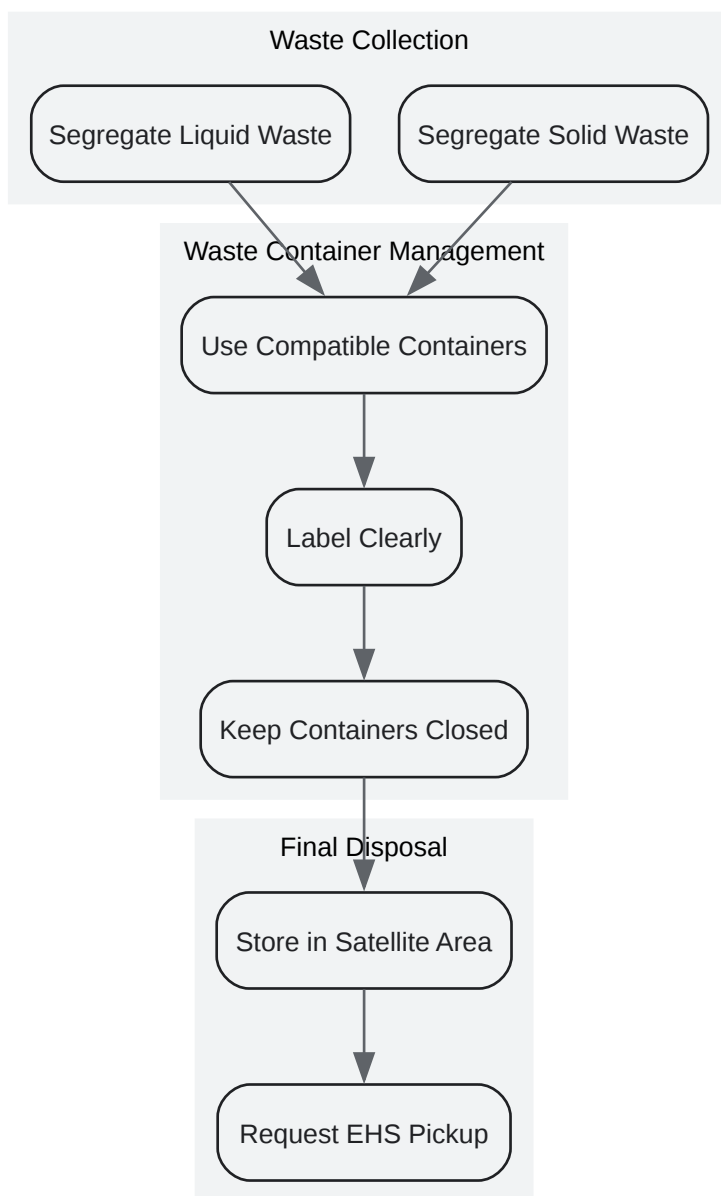 Waste Collection
Segregate Liquid Waste
Segregate Solid Waste
Waste Container Management
Use Compatible Containers
Label Clearly
Keep Containers Closed
Final Disposal
Store in Satellite Area
Request EHS Pickup